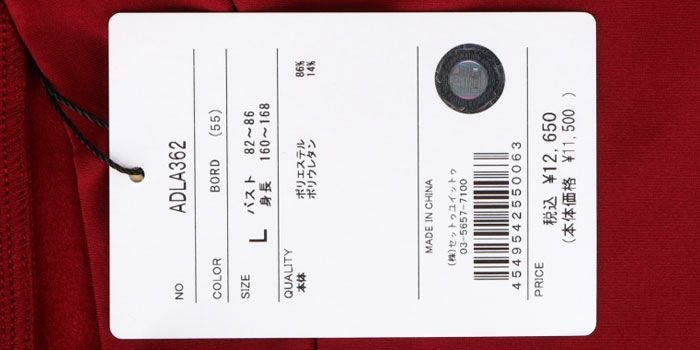 NO ADLA362
COLOR BORD (55)
SIZE L バスト 82～86
身長 160～168
QUALITY
本体 ポリエステル 86%
ポリウレタン 14%
MADE IN CHINA
(株)セットゥユイットゥ
03-5657-7100
4549542550063
PRICE 税込 ¥12,650
(本体価格 ¥11,500)